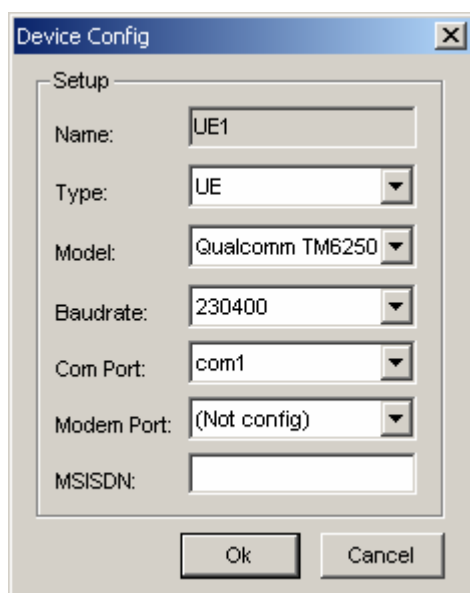 Device Config
Setup
Name: UE1
Type: UE
Model: Qualcomm TM6250
Baudrate: 230400
Com Port: com1
Modem Port: (Not config)
MSISDN:
Ok Cancel